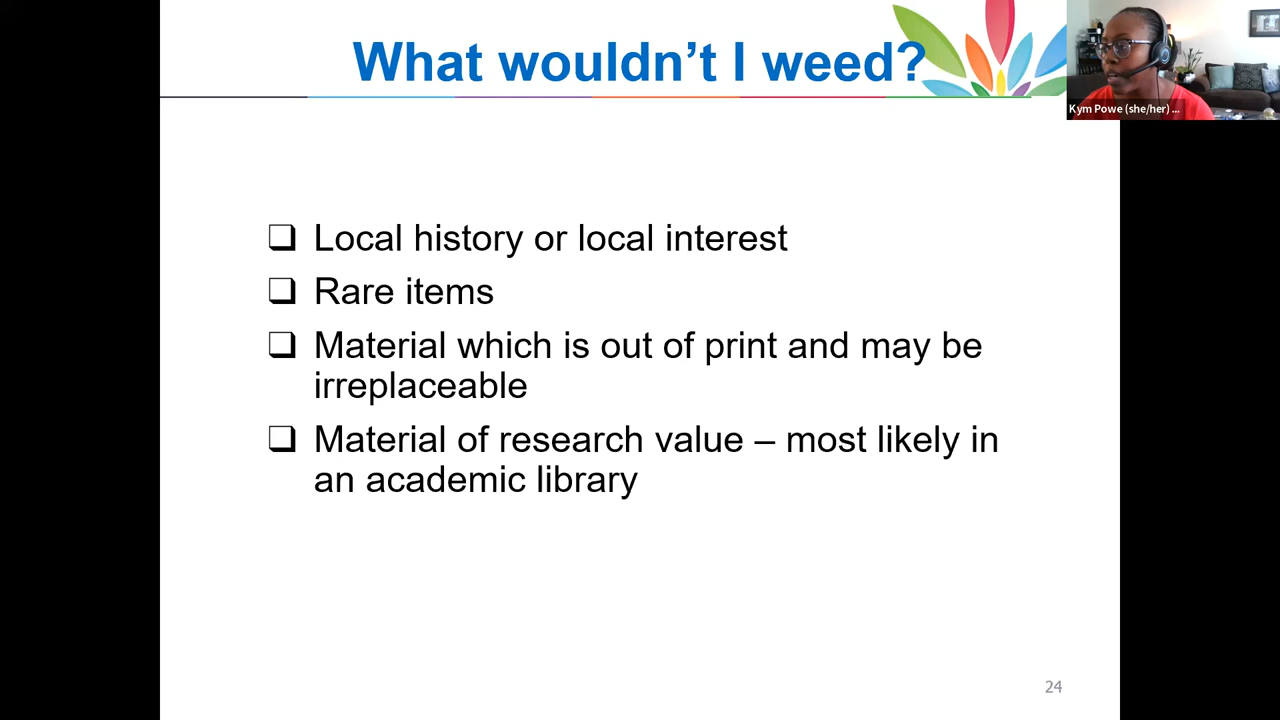 What wouldn’t I weed?
Kym Powe (she/her) ...
❑ Local history or local interest
❑ Rare items
❑ Material which is out of print and may be
irreplaceable
❑ Material of research value – most likely in
an academic library
24